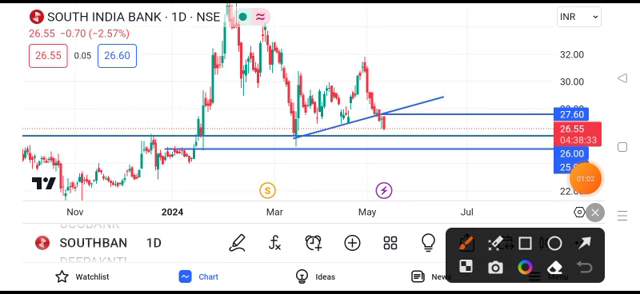 SOUTH INDIA BANK · 1D · NSE
INR
26.55 −0.70 (−2.57%)
26.55 0.05 26.60
32.00
30.00
27.60
26.55
04:38:33
26.00
22.
01:02
Nov 2024 Mar May Jul
S
SOUTHBAN 1D
Watchlist Chart Ideas News Menu